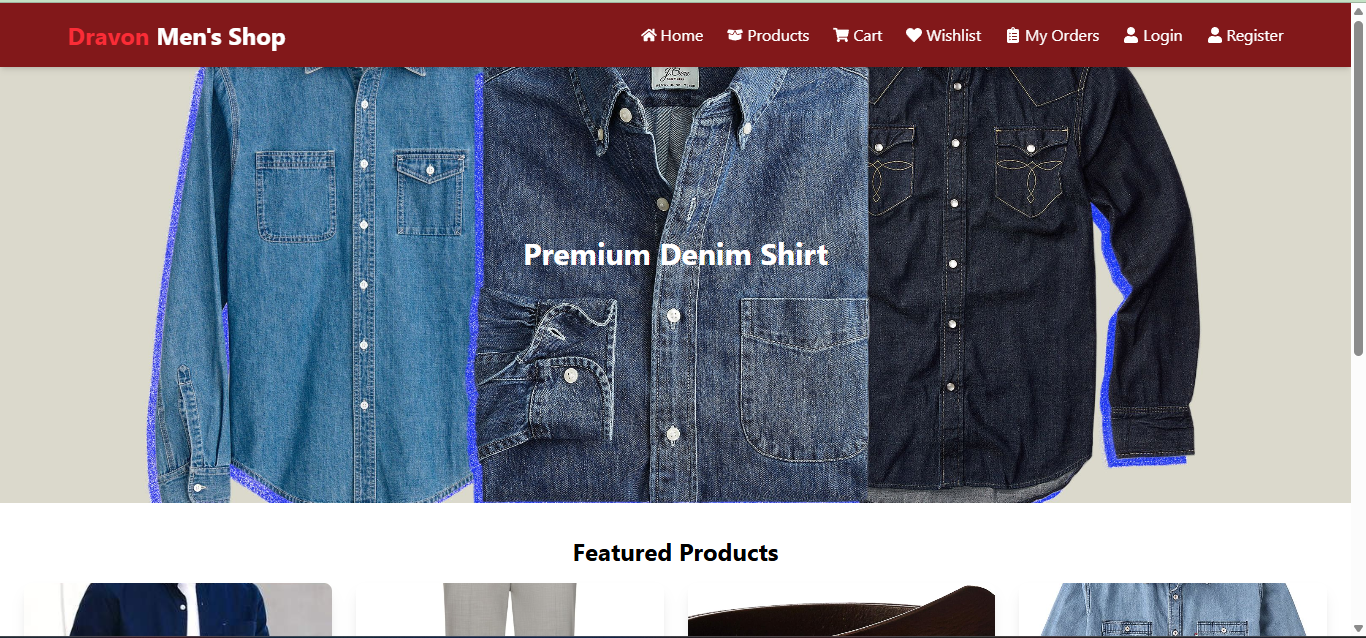 Dravon Men's Shop
Home Products Cart Wishlist My Orders Login Register
J.Crew
Premium Denim Shirt
Featured Products